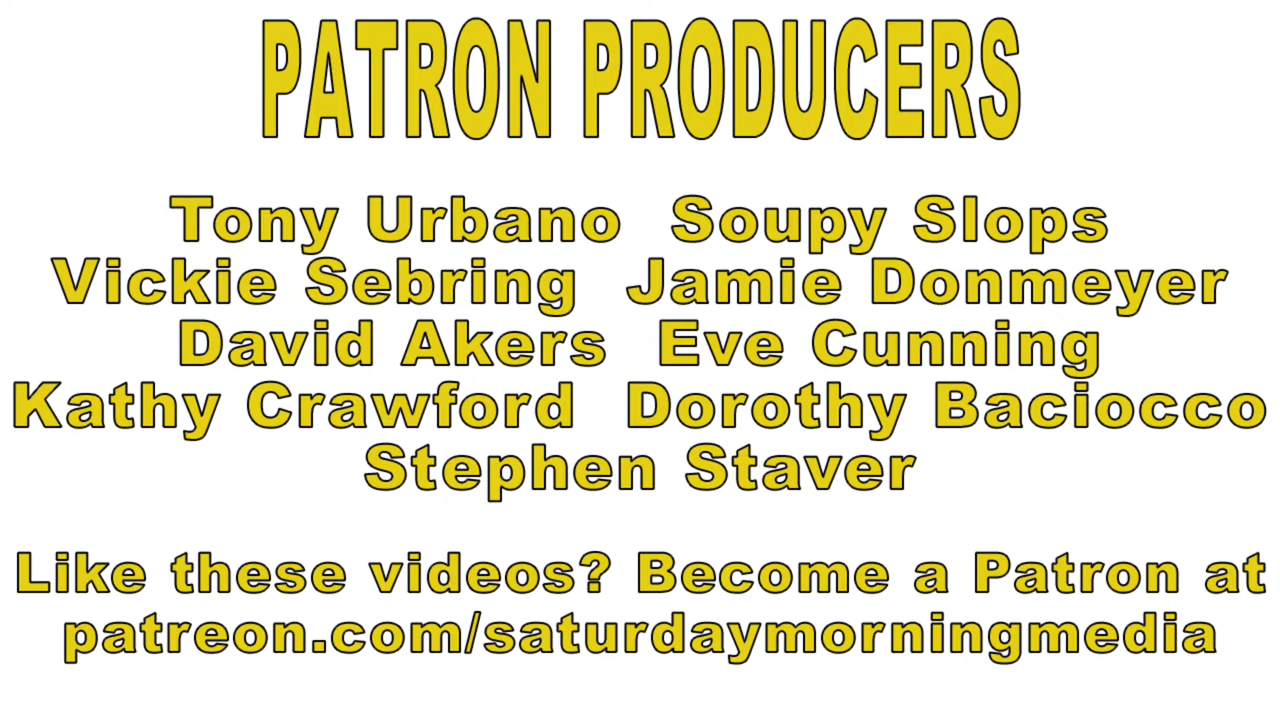 PATRON PRODUCERS
Tony Urbano Soupy Slops
Vickie Sebring Jamie Donmeyer
David Akers Eve Cunning
Kathy Crawford Dorothy Baciocco
Stephen Staver
Like these videos? Become a Patron at
patreon.com/saturdaymorningmedia